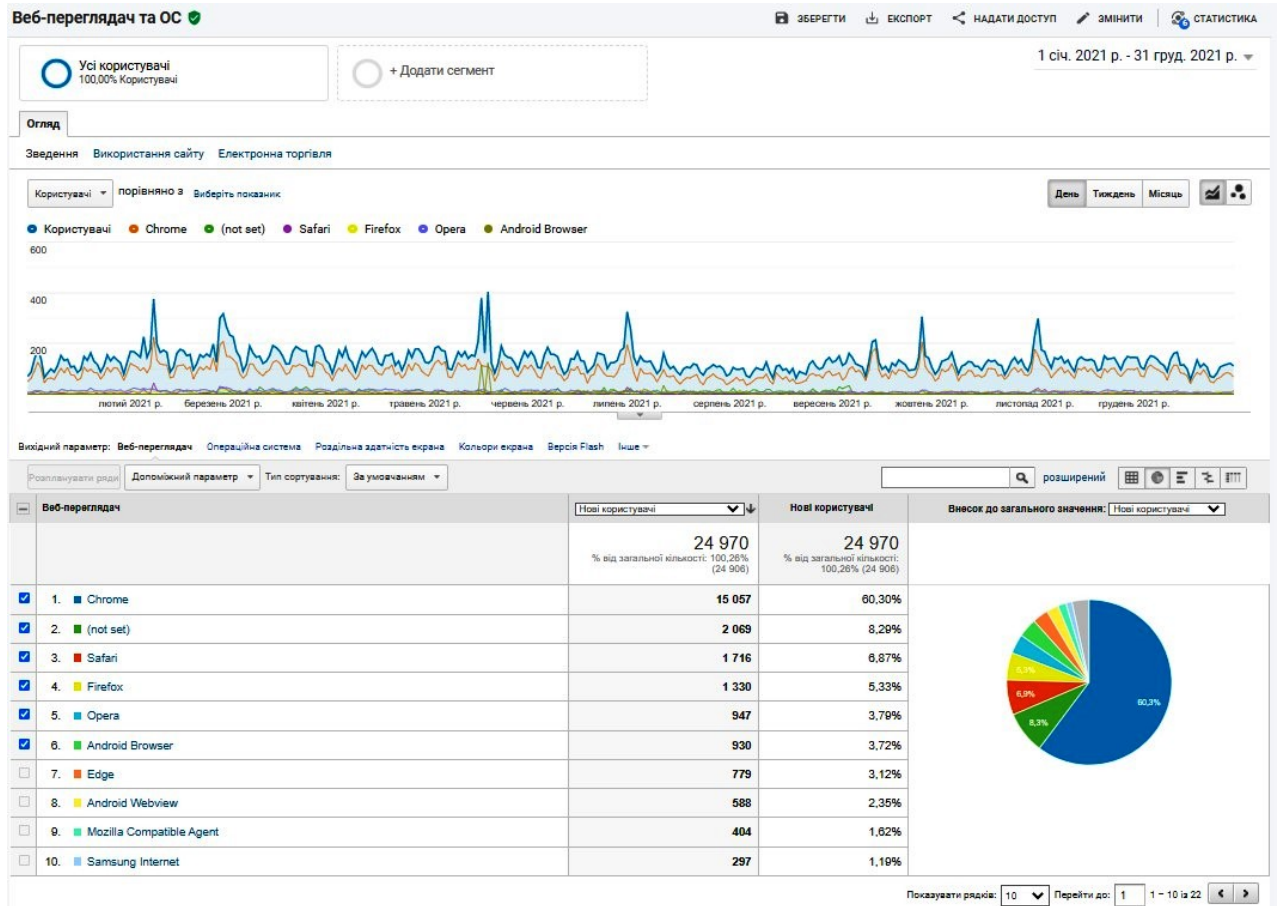 Веб-переглядач та ОС
ЗБЕРЕГТИ ЕКСПОРТ НАДАТИ ДОСТУП ЗМІНИТИ 6 СТАТИСТИКА
Усі користувачі
100,00% Користувачі
+ Додати сегмент
1 січ. 2021 р. - 31 груд. 2021 р.
Огляд
Зведення Використання сайту Електронна торгівля
Користувачі порівняно з Виберіть показник
День Тиждень Місяць
Користувачі Chrome (not set) Safari Firefox Opera Android Browser
600
400
200
лютий 2021 р. березень 2021 р. квітень 2021 р. травень 2021 р. червень 2021 р. липень 2021 р. серпень 2021 р. вересень 2021 р. жовтень 2021 р. листопад 2021 р. грудень 2021 р.
Вихідний параметр: Веб-переглядач Операційна система Роздільна здатність екрана Кольори екрана Версія Flash Інше
Розпланувати ряди Допоміжний параметр Тип сортування: За умовчанням розширений
Веб-переглядач Нові користувачі Нові користувачі Внесок до загального значення: Нові користувачі
24 970 24 970
% від загальної кількості: 100,26% % від загальної кількості:
(24 906) 100,26% (24 906)
1. Chrome 15 057 60,30%
2. (not set) 2 069 8,29%
3. Safari 1 716 6,87%
4. Firefox 1 330 5,33%
5. Opera 947 3,79%
6. Android Browser 930 3,72%
7. Edge 779 3,12%
8. Android Webview 588 2,35%
9. Mozilla Compatible Agent 404 1,62%
10. Samsung Internet 297 1,19%
5,3%
6,9%
60,3%
8,3%
Показувати рядків: 10 Перейти до: 1 1 – 10 із 22